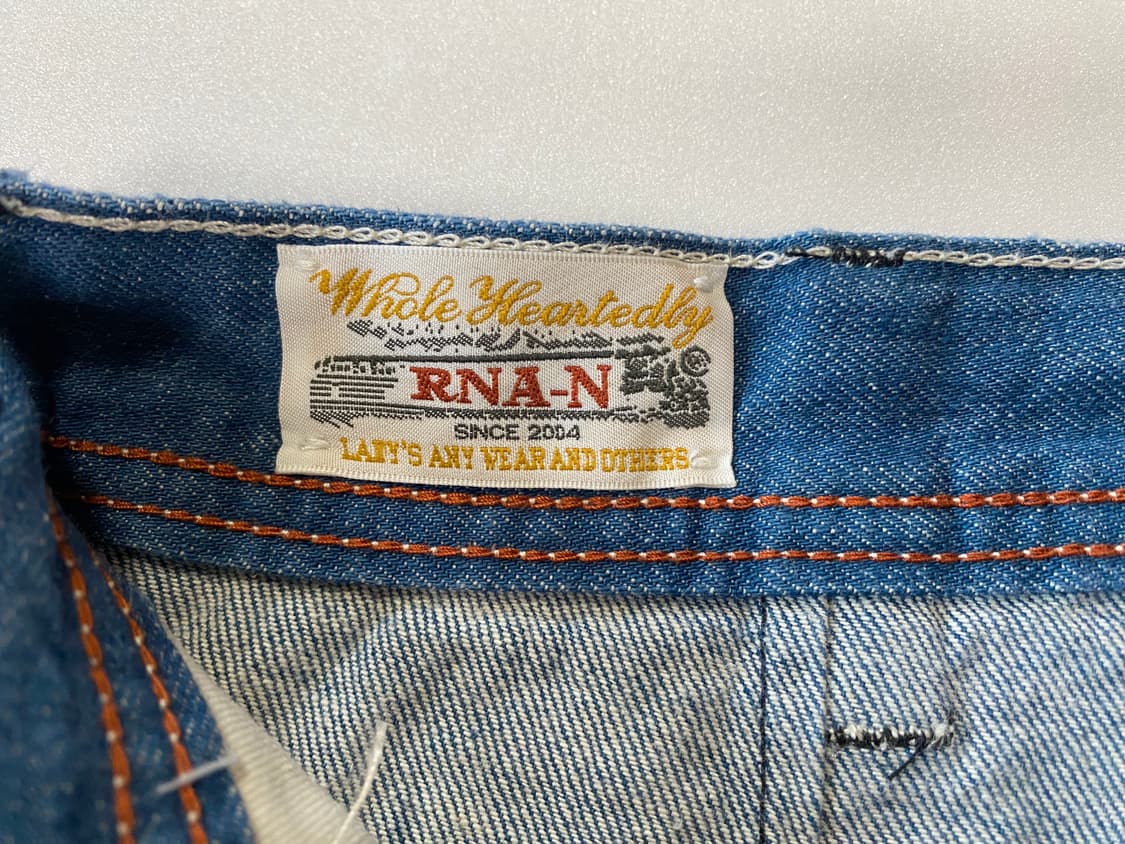 Whole Heartedly
RNA-N ®
SINCE 2004
LADY'S ANY WEAR AND OTHERS